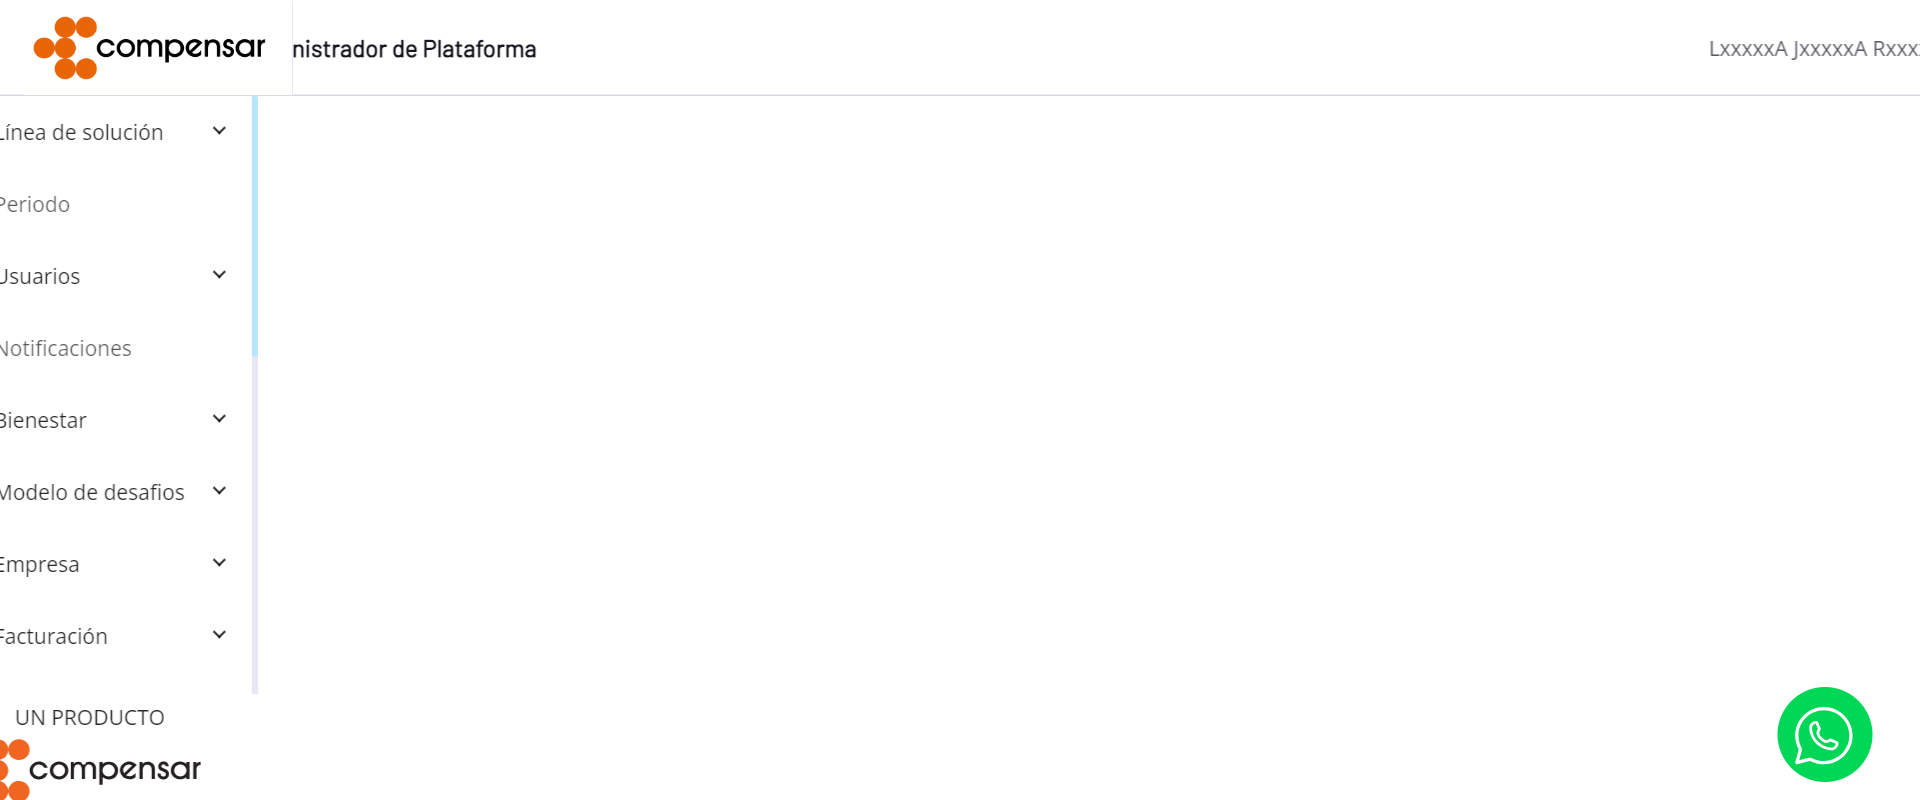 compensar
nistrador de Plataforma
LxxxxxA JxxxxxA Rxxx
Línea de solución
Periodo
Usuarios
Notificaciones
Bienestar
Modelo de desafios
Empresa
Facturación
UN PRODUCTO
compensar